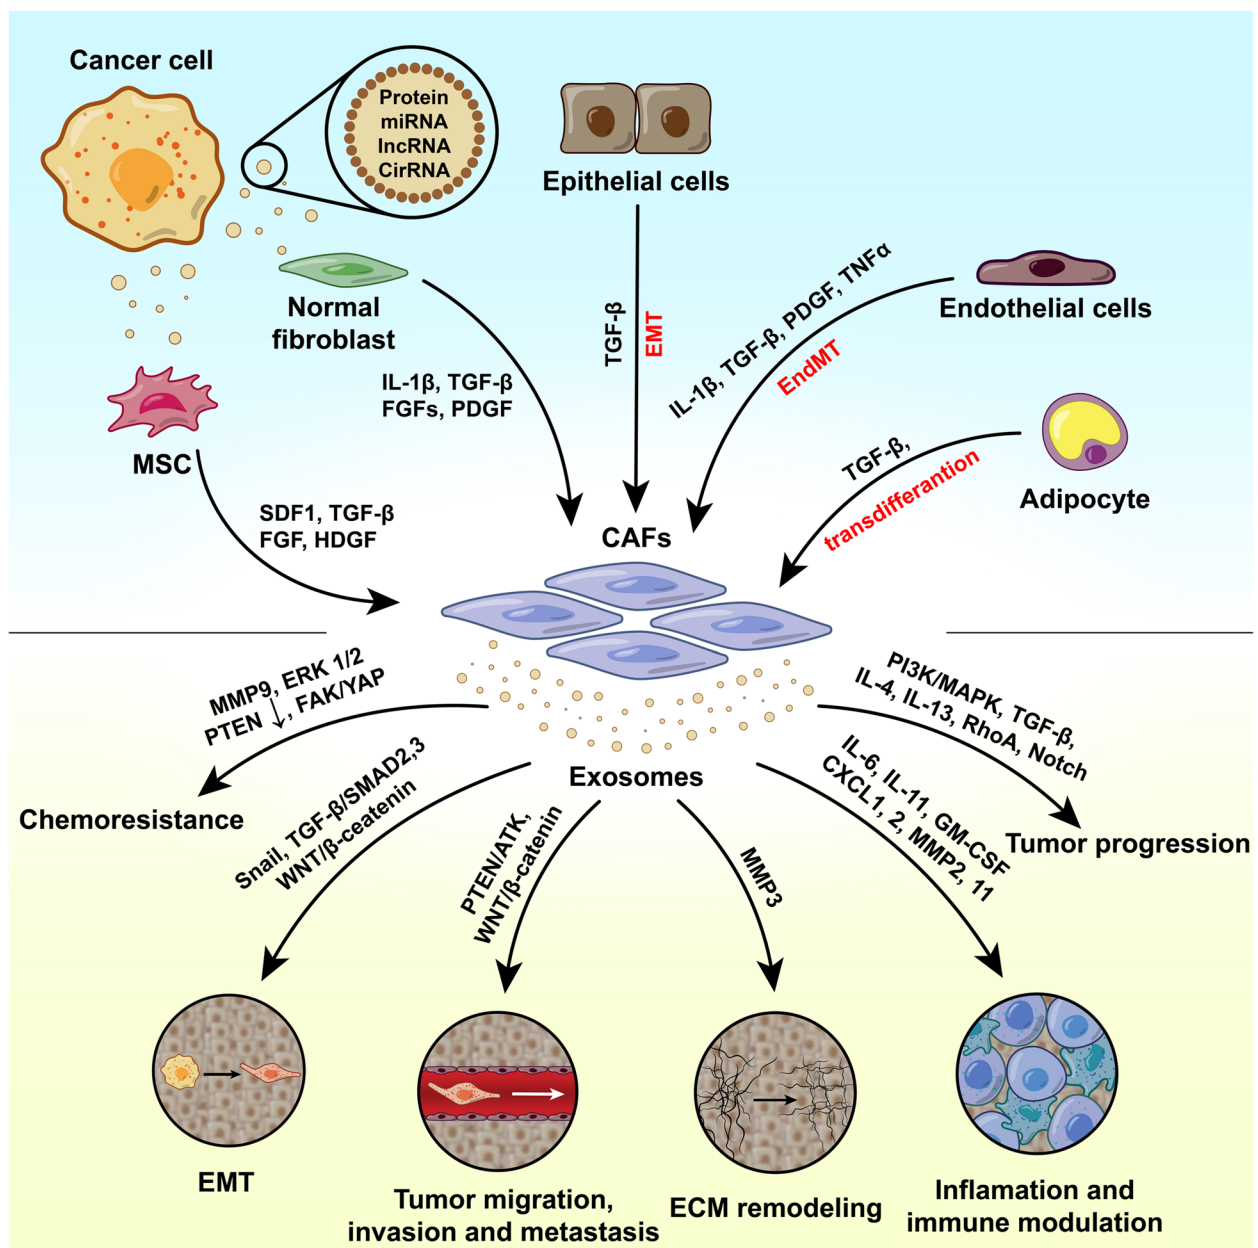 Cancer cell
Protein
miRNA
lncRNA
CirRNA
Epithelial cells
Normal
fibroblast
Endothelial cells
MSC
Adipocyte
IL-1β, TGF-β
FGFs, PDGF
TGF-β
EMT
IL-1β, TGF-β, PDGF, TNFα
EndMT
TGF-β,
transdifferantion
SDF1, TGF-β
FGF, HDGF
CAFs
MMP9, ERK 1/2
PTEN ↓, FAK/YAP
Chemoresistance
Snail, TGF-β/SMAD2,3
WNT/β-ceatenin
Exosomes
PTEN/ATK,
WNT/β-catenin
MMP3
IL-6, IL-11, GM-CSF
CXCL1, 2, MMP2, 11
PI3K/MAPK, TGF-β,
IL-4, IL-13, RhoA, Notch
Tumor progression
EMT
Tumor migration,
invasion and metastasis
ECM remodeling
Inflamation and
immune modulation